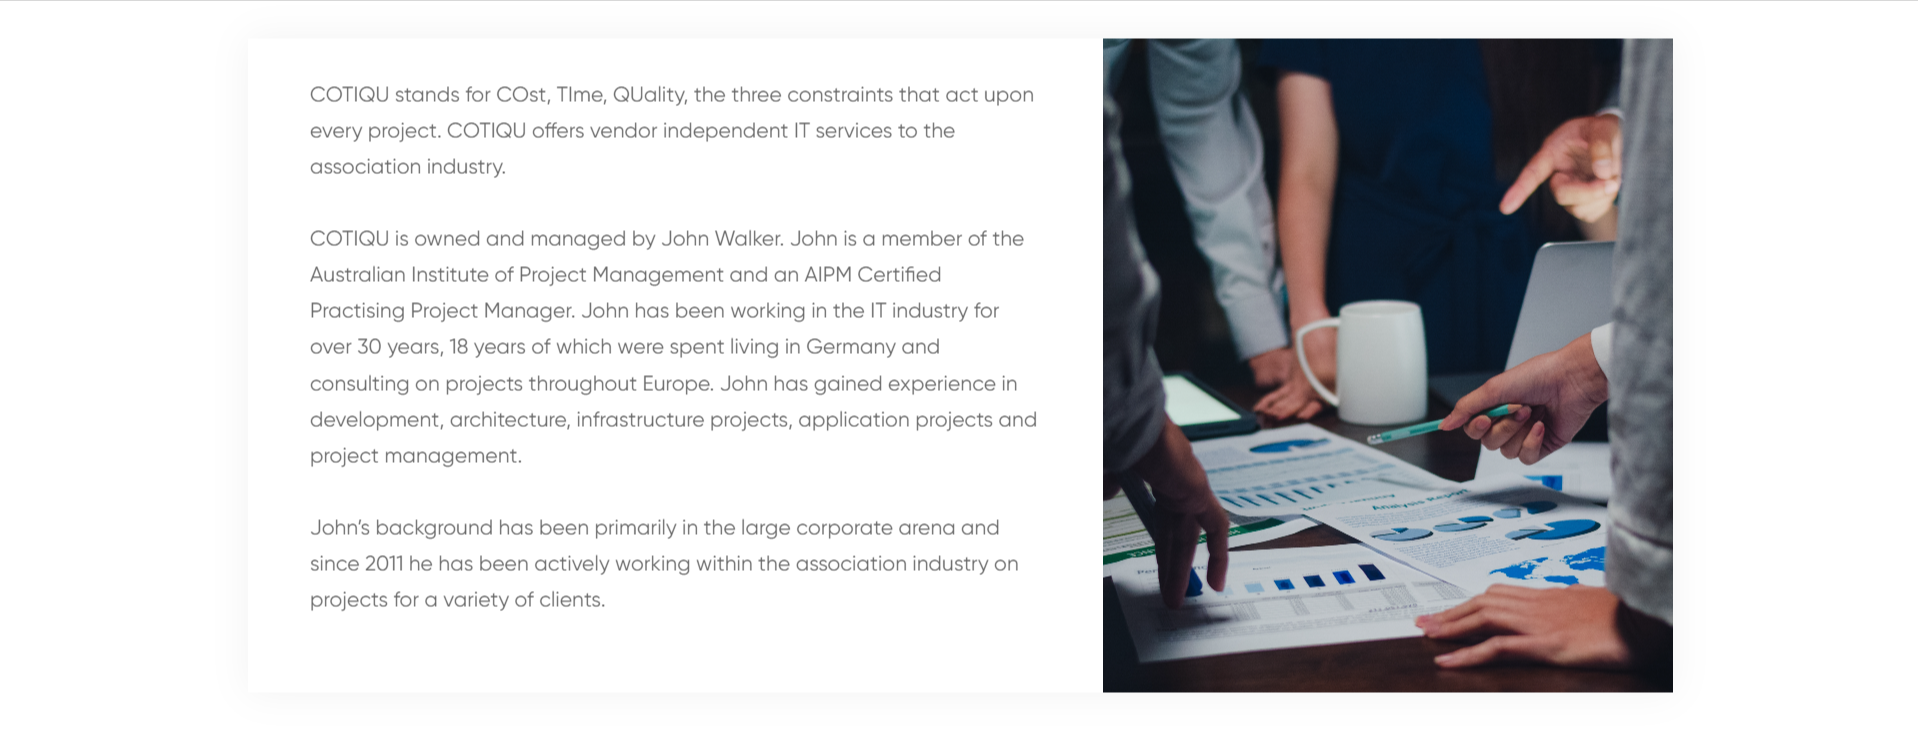 COTIQU stands for COst, TIme, QUality, the three constraints that act upon
every project. COTIQU offers vendor independent IT services to the
association industry.
COTIQU is owned and managed by John Walker. John is a member of the
Australian Institute of Project Management and an AIPM Certified
Practising Project Manager. John has been working in the IT industry for
over 30 years, 18 years of which were spent living in Germany and
consulting on projects throughout Europe. John has gained experience in
development, architecture, infrastructure projects, application projects and
project management.
John’s background has been primarily in the large corporate arena and
since 2011 he has been actively working within the association industry on
projects for a variety of clients.
Analysis Report